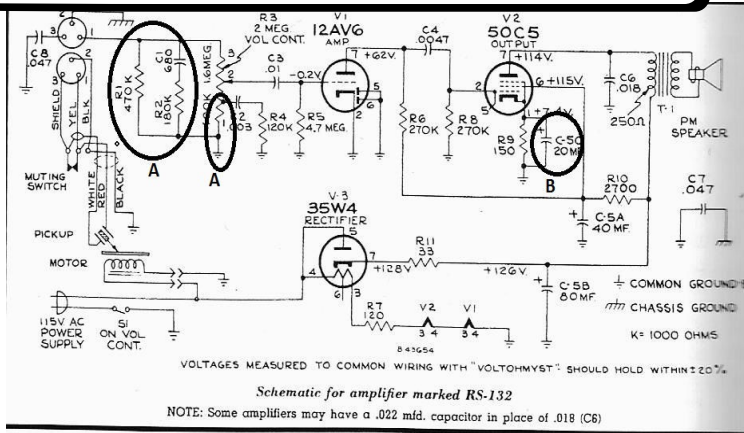 R3
2 MEG.
VOL CONT.
V1
12AV6
AMP
C4
.0047
V2
50C5
OUTPUT
+114V.
+62V.
C8
.047
R1
470K
C1
680
180K
1.6MEG.
C3
.01
-0.2V.
+115V.
C6
.018
T-1
250Ω
PM
SPEAKER
SHIELD
YEL
BLK
.003
R4
120K
R5
4.7 MEG.
R6
270K
R8
270K
R9
150
+7.4V.
C-5C
20MF.
A
A
B
R10
2700
C7
.047
MUTING
SWITCH
WHITE
RED
BLACK
V-3
35W4
RECTIFIER
C-5A
40MF.
PICKUP
MOTOR
R11
33
+128V
+126V.
C-5B
80MF.
COMMON GROUND
CHASSIS GROUND
K=1000 OHMS
115V AC
POWER
SUPPLY
S1
ON VOL
CONT.
R7
120
V2
V1
3 4
3 4
B43654
VOLTAGES MEASURED TO COMMON WIRING WITH "VOLTOHMYST" SHOULD HOLD WITHIN ±20%
Schematic for amplifier marked RS-132
NOTE: Some amplifiers may have a .022 mfd. capacitor in place of .018 (C6)